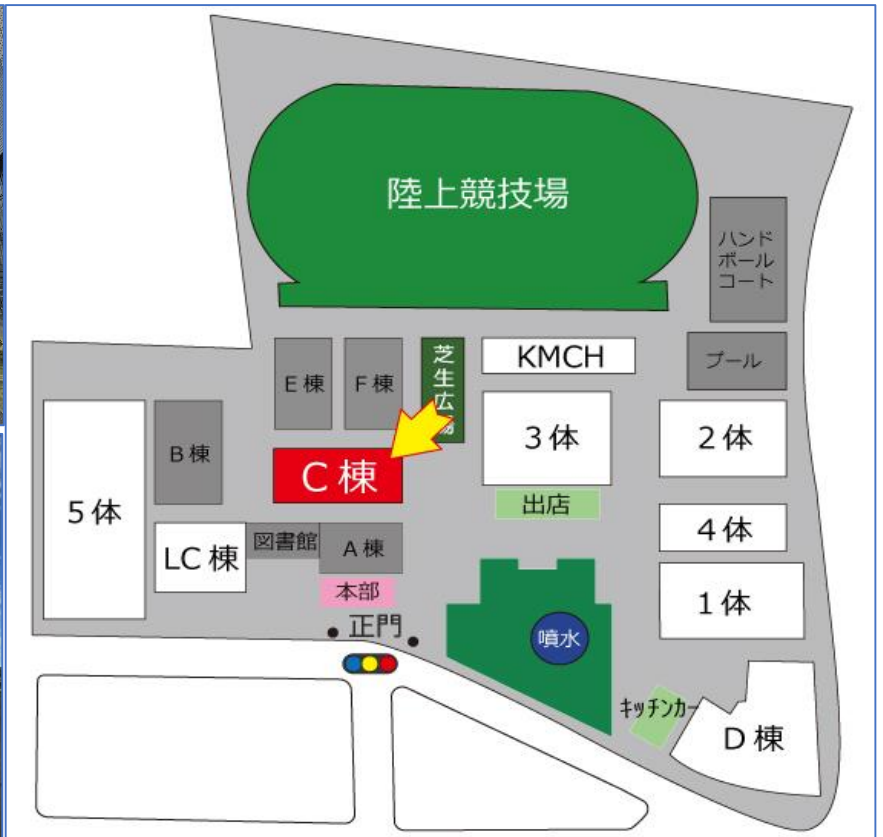 陸上競技場
ハンド
ボール
コート
E棟
F棟
芝生広場
KMCH
プール
B棟
C棟
3体
2体
5体
出店
4体
LC棟
図書館
A棟
本部
1体
正門
噴水
キッチンカー
D棟